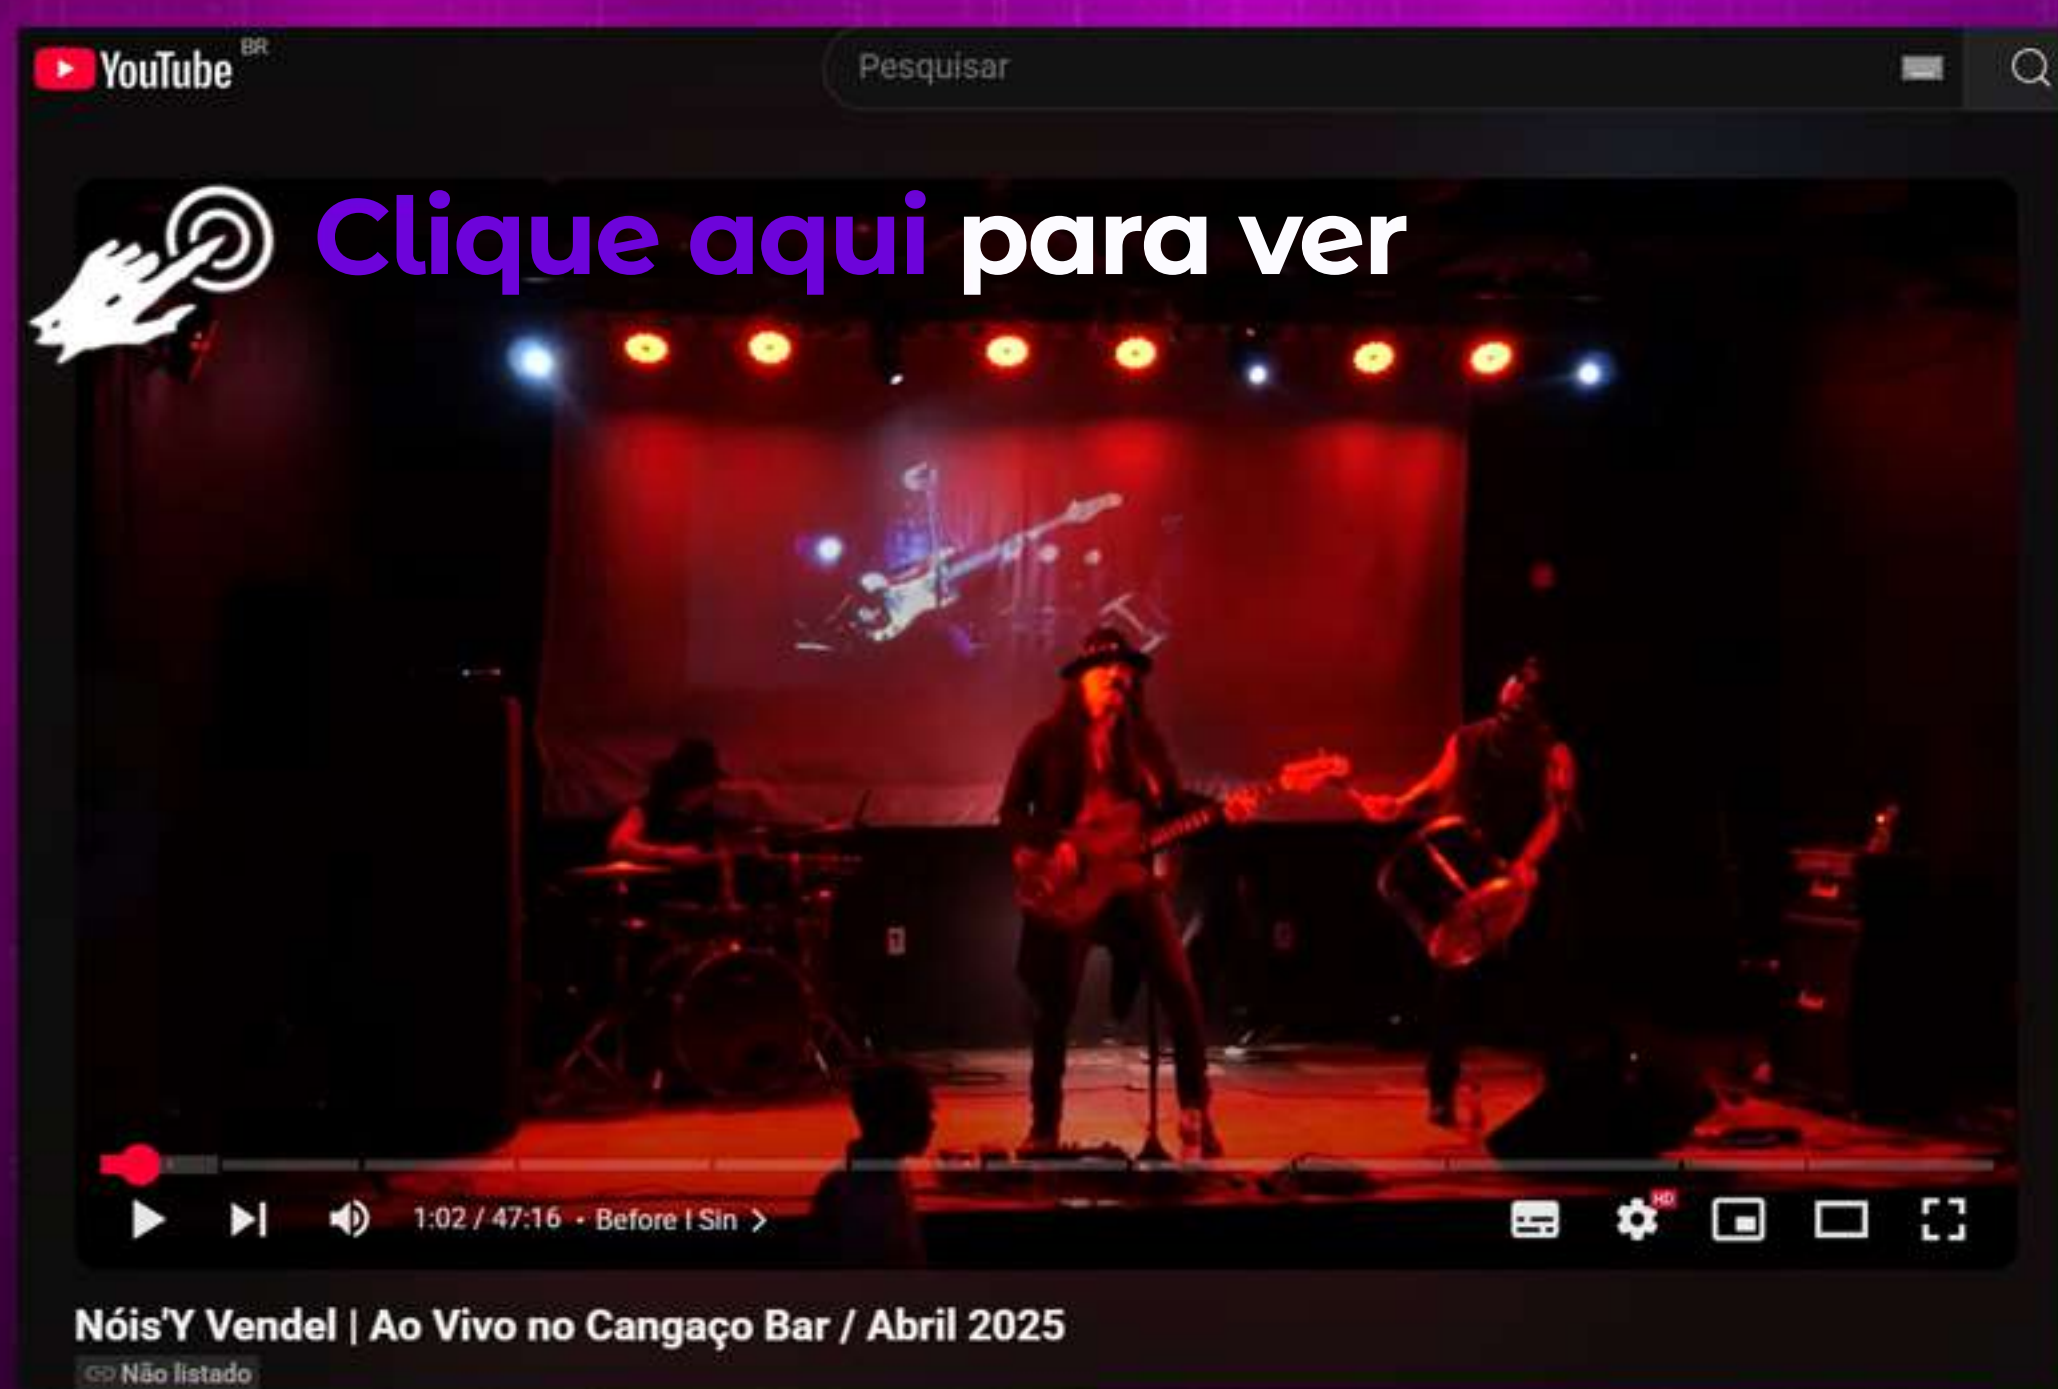 YouTube BR
Pesquisar
Clique aqui para ver
1:02 / 47:16 • Before I Sin >
HD
Nóis'Y Vendel | Ao Vivo no Cangaço Bar / Abril 2025
Não listado